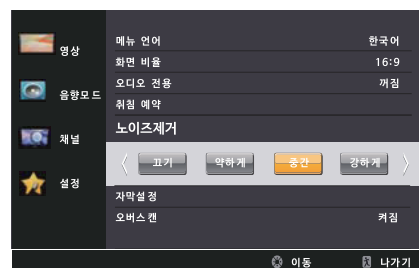 영상
음향모드
채널
설정
메뉴 언어 한국어
화면 비율 16:9
오디오 전용 꺼짐
취침 예약
노이즈제거
끄기 약하게 중간 강하게
자막설정
오버스캔 켜짐
이동 나가기